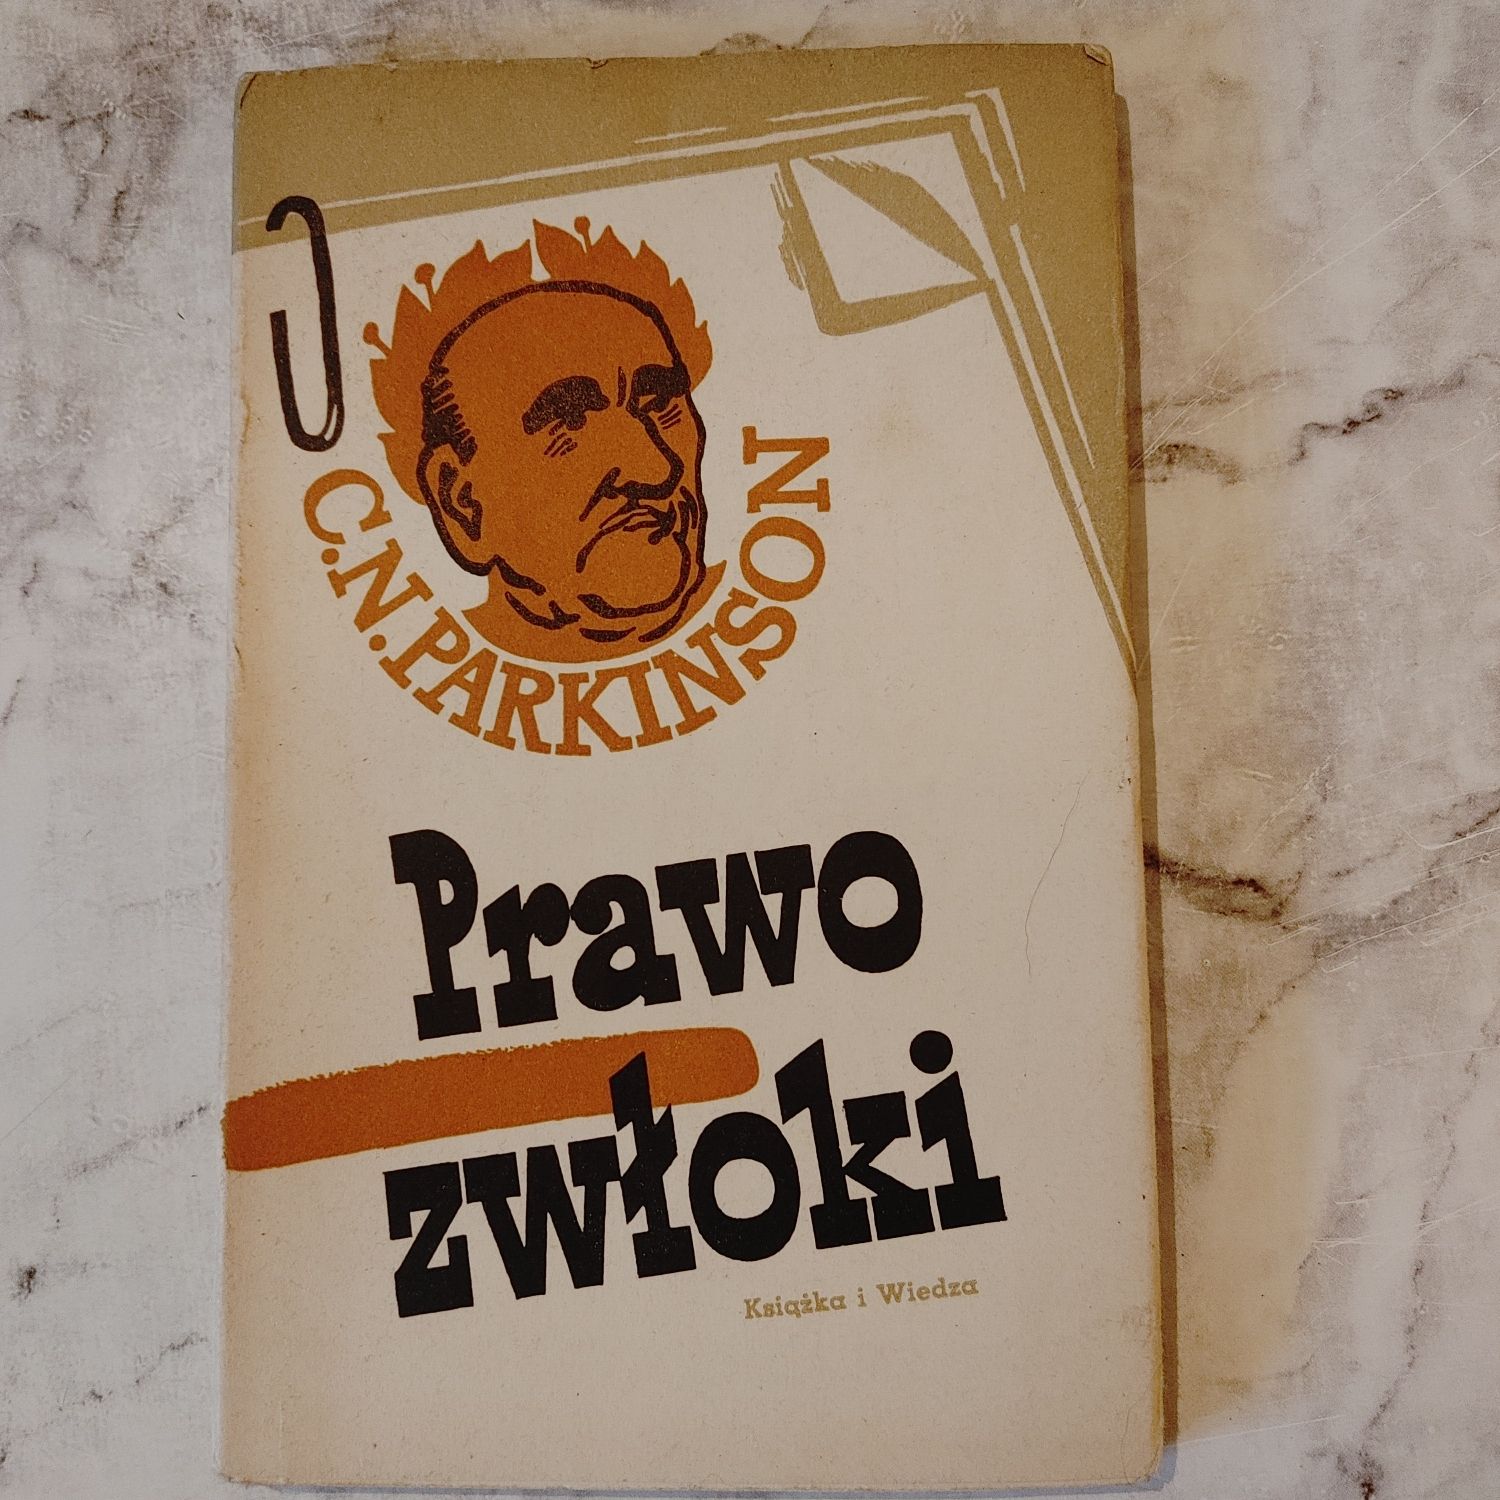 C.N.PARKINSON
Prawo
zwłoki
Książka i Wiedza